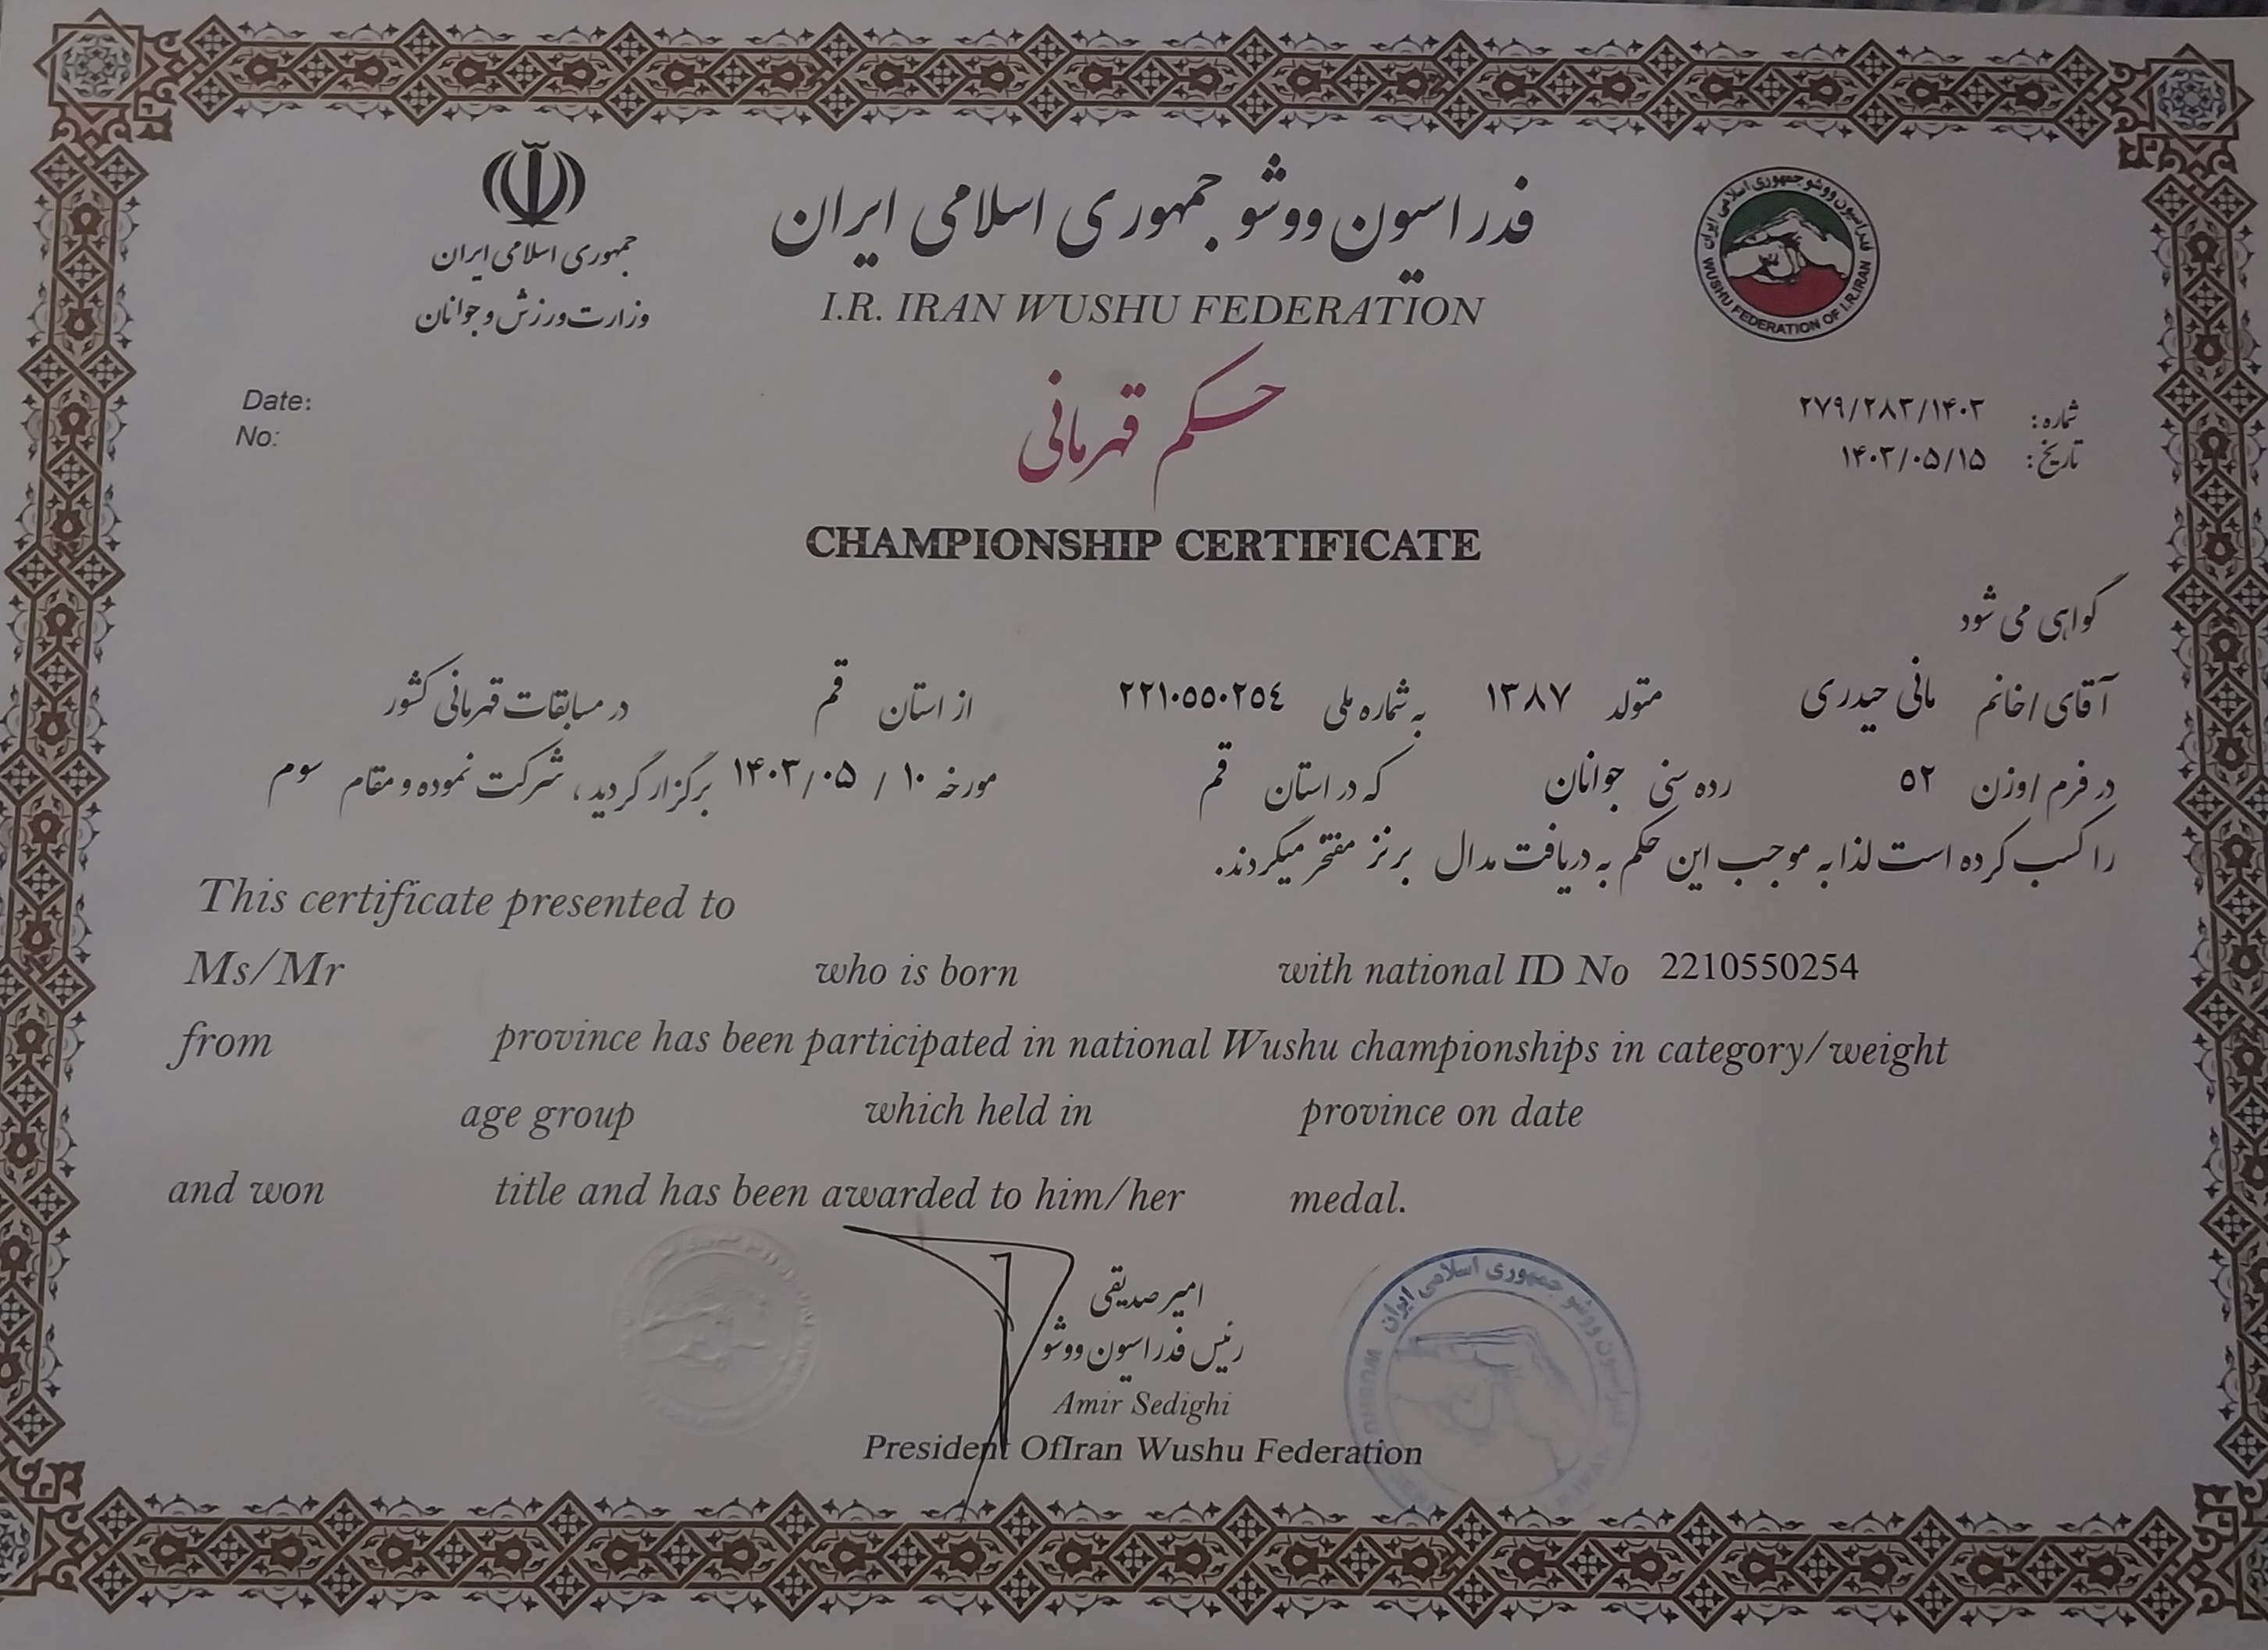 جمهوری اسلامی ایران
وزارت ورزش و جوانان
فدراسیون ووشو جمهوری اسلامی ایران
I.R. IRAN WUSHU FEDERATION
فدراسیون ووشو جمهوری اسلامی ایران
WUSHU FEDERATION OF I.R.IRAN
Date:
No:
شماره: ۲۷۹/۲۸۳/۱۴۰۳
تاریخ: ۱۴۰۳/۰۵/۱۵
حکم قهرمانی
CHAMPIONSHIP CERTIFICATE
گواهی می شود
آقای/خانم مانی حیدری متولد ۱۳۸۷ به شماره ملی ۲۲۱۰۵۵۰۲۵۴ از استان قم در مسابقات قهرمانی کشور
در فرم/وزن ۵۲ رده سنی جوانان که در استان قم مورخه ۱۰ / ۱۴۰۳/۰۵ برگزار گردید، شرکت نموده و مقام سوم
را کسب کرده است لذا به موجب این حکم به دریافت مدال برنز مفتخر میگردند.
This certificate presented to
Ms/Mr who is born with national ID No 2210550254
from province has been participated in national Wushu championships in category/weight
age group which held in province on date
and won title and has been awarded to him/her medal.
امیر صدیقی
رئیس فدراسیون ووشو
Amir Sedighi
President OfIran Wushu Federation
فدراسیون ووشو جمهوری اسلامی ایران
WUSHU